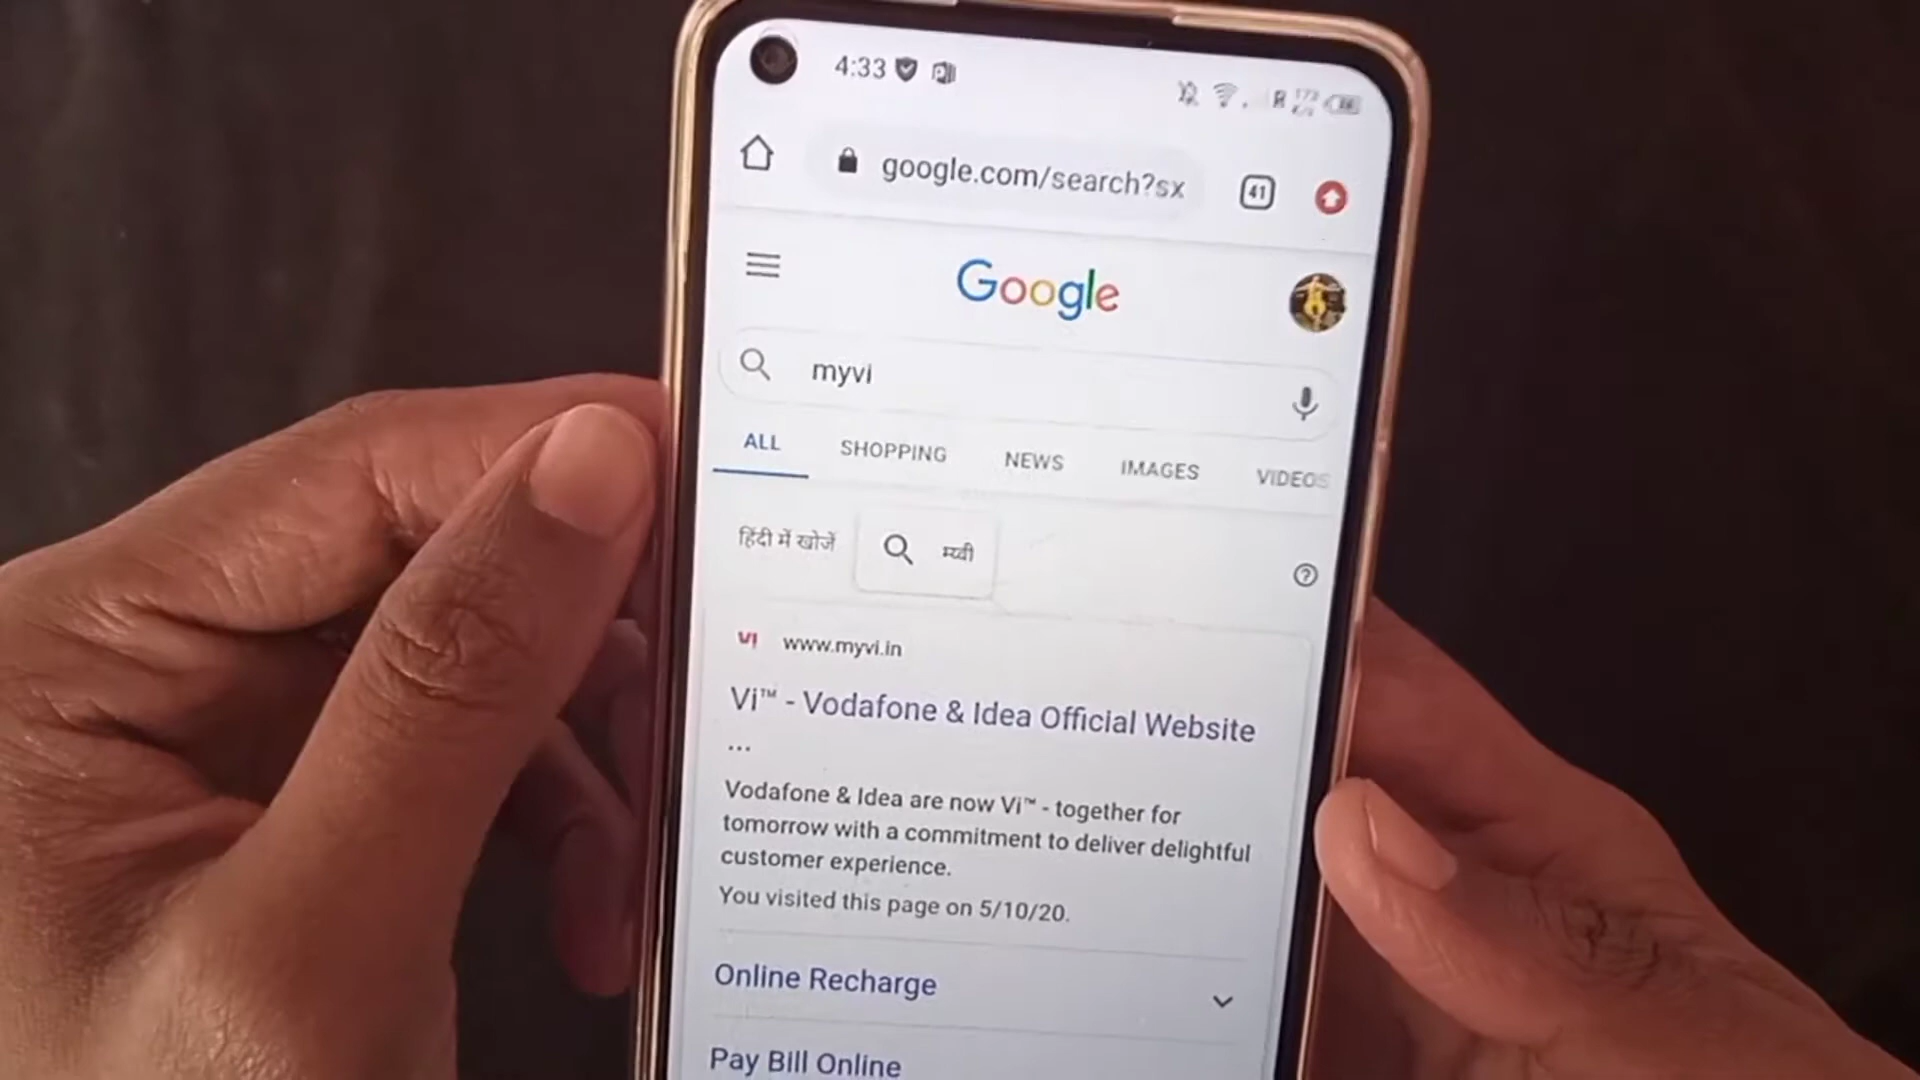 4:33
google.com/search?sx
41
Google
myvi
ALL SHOPPING NEWS IMAGES VIDEOS
हिंदी में खोजें म्य्वी
VI www.myvi.in
Vi™ - Vodafone & Idea Official Website
...
Vodafone & Idea are now Vi™ - together for
tomorrow with a commitment to deliver delightful
customer experience.
You visited this page on 5/10/20.
Online Recharge
Pay Bill Online